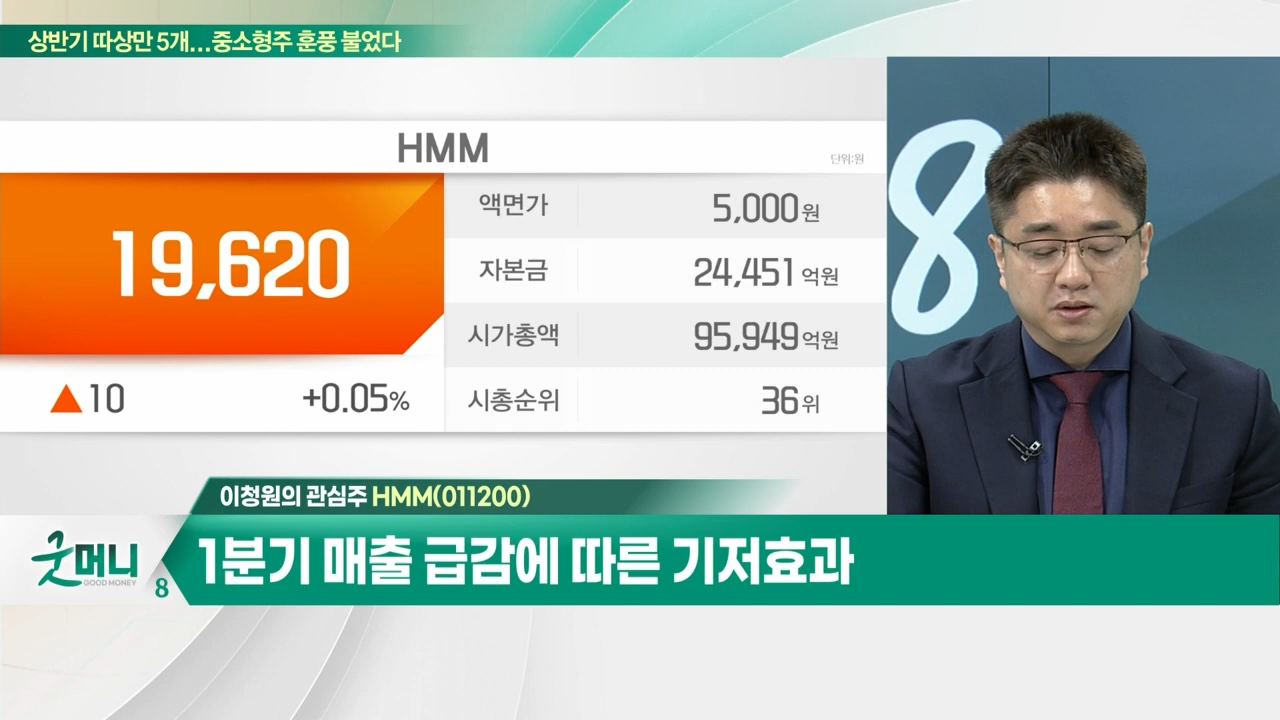 상반기 따상만 5개...중소형주 훈풍 불었다
HMM
단위:원
19,620
▲10 +0.05%
액면가 5,000원
자본금 24,451억원
시가총액 95,949억원
시총순위 36위
8
이청원의 관심주 HMM(011200)
굿머니
GOOD MONEY
8
1분기 매출 급감에 따른 기저효과